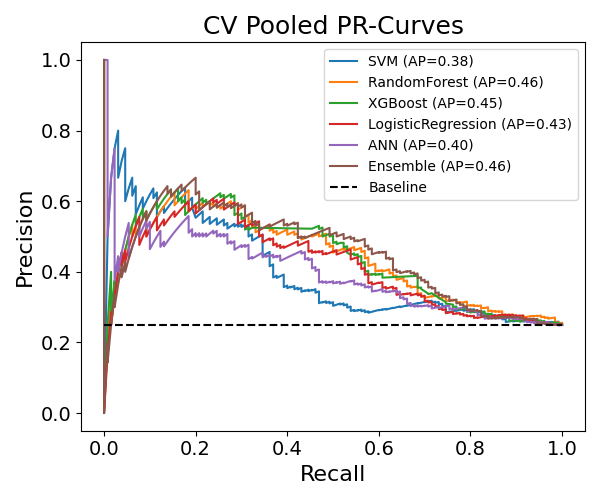 CV Pooled PR-Curves
SVM (AP=0.38)
RandomForest (AP=0.46)
XGBoost (AP=0.45)
LogisticRegression (AP=0.43)
ANN (AP=0.40)
Ensemble (AP=0.46)
Baseline
Precision
1.0
0.8
0.6
0.4
0.2
0.0
0.0 0.2 0.4 0.6 0.8 1.0
Recall